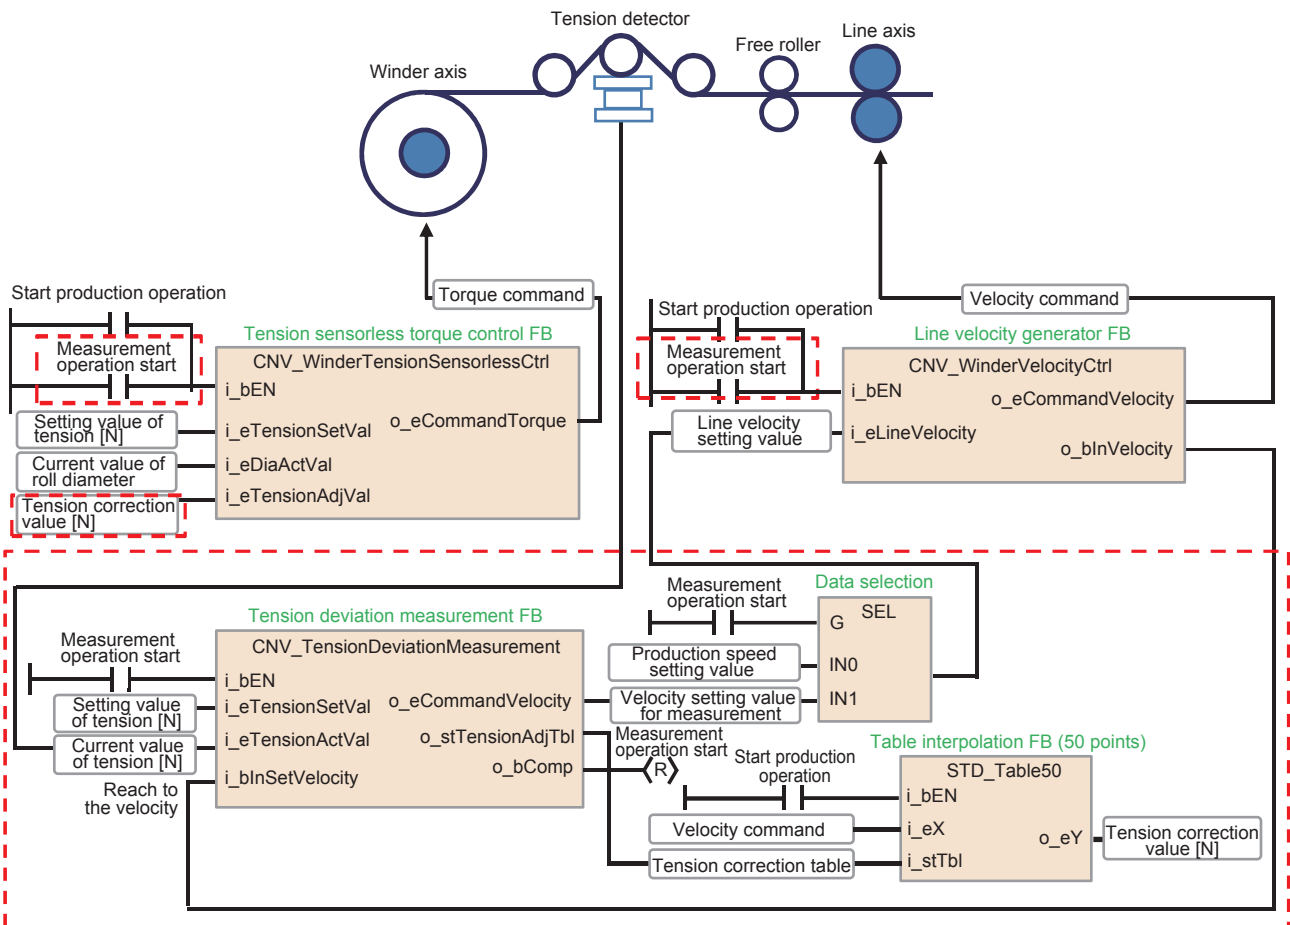 Tension detector
Line axis
Free roller
Winder axis
Torque command
Velocity command
Start production operation
Measurement
operation start
Tension sensorless torque control FB
CNV_WinderTensionSensorlessCtrl
i_bEN
i_eTensionSetVal
i_eDiaActVal
i_eTensionAdjVal
o_eCommandTorque
Setting value of
tension [N]
Current value of
roll diameter
Tension correction
value [N]
Start production operation
Measurement
operation start
Line velocity
setting value
Line velocity generator FB
CNV_WinderVelocityCtrl
i_bEN
i_eLineVelocity
o_eCommandVelocity
o_bInVelocity
Tension deviation measurement FB
CNV_TensionDeviationMeasurement
Measurement
operation start
i_bEN
i_eTensionSetVal
i_eTensionActVal
i_bInSetVelocity
o_eCommandVelocity
o_stTensionAdjTbl
o_bComp
Setting value
of tension [N]
Current value
of tension [N]
Reach to
the velocity
Measurement
operation start
Data selection
SEL
G
IN0
IN1
Production speed
setting value
Velocity setting value
for measurement
Measurement
operation start
R
Start production
operation
Table interpolation FB (50 points)
STD_Table50
i_bEN
i_eX
i_stTbl
o_eY
Velocity command
Tension correction table
Tension correction
value [N]